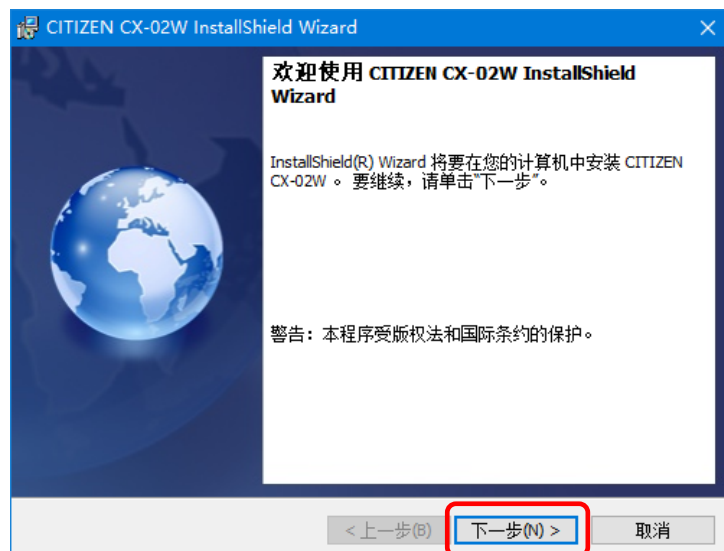 CITIZEN CX-02W InstallShield Wizard
欢迎使用 CITIZEN CX-02W InstallShield
Wizard
InstallShield(R) Wizard 将要在您的计算机中安装 CITIZEN
CX-02W 。 要继续，请单击“下一步”。
警告：本程序受版权法和国际条约的保护。
< 上一步(B) 下一步(N) > 取消